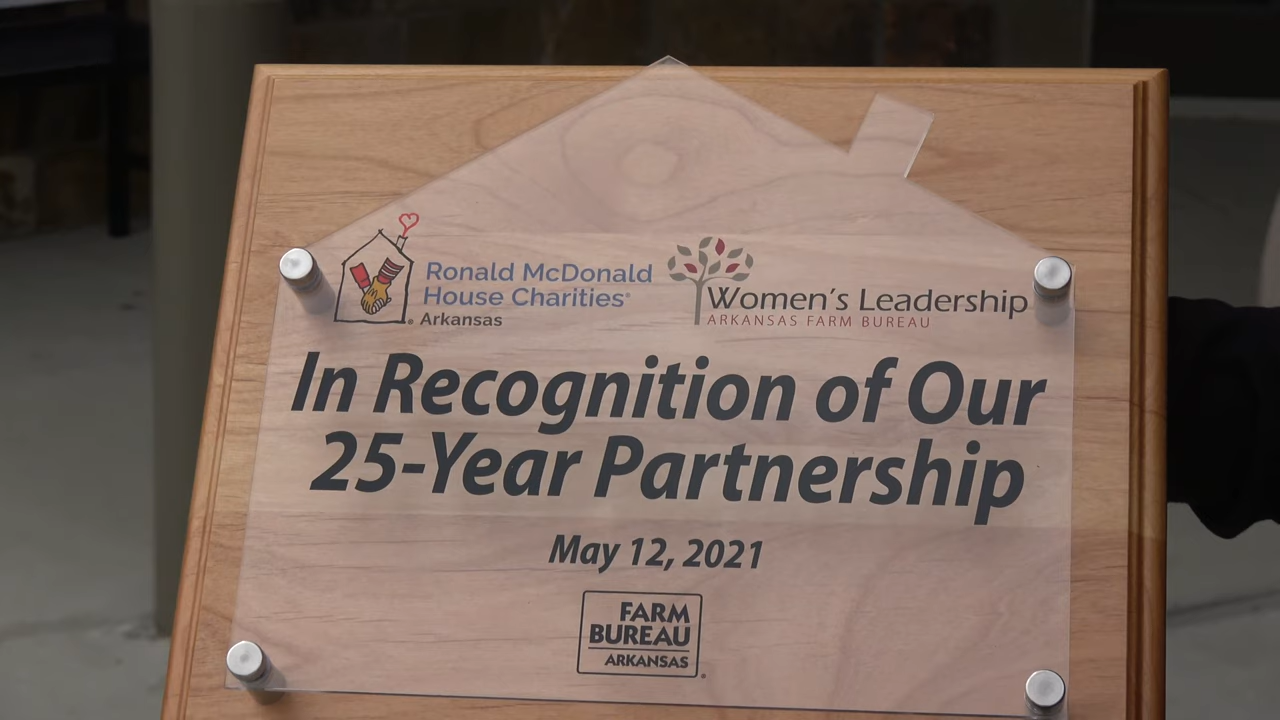 Ronald McDonald
House Charities®
Arkansas
Women's Leadership
ARKANSAS FARM BUREAU
In Recognition of Our
25-Year Partnership
May 12, 2021
FARM
BUREAU
ARKANSAS